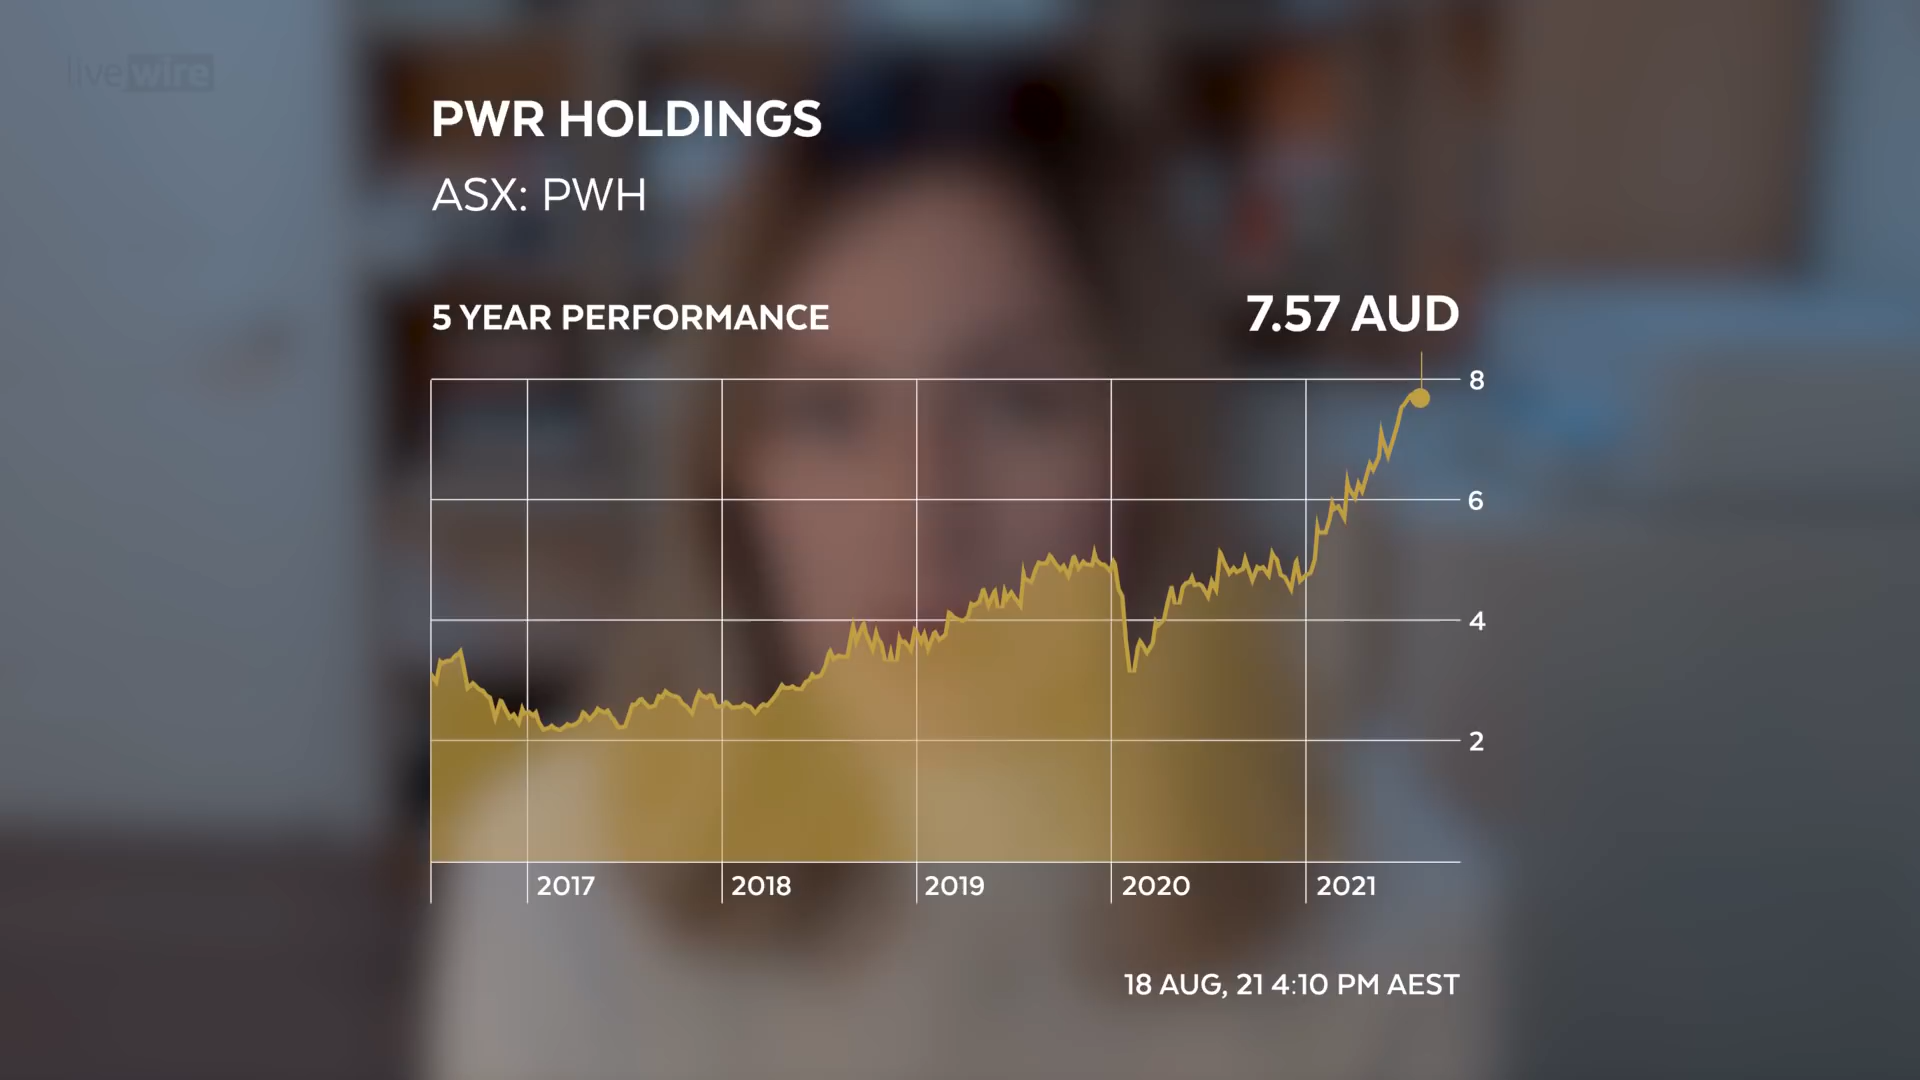 livewire
PWR HOLDINGS
ASX: PWH
5 YEAR PERFORMANCE
7.57 AUD
8
6
4
2
2017 2018 2019 2020 2021
18 AUG, 21 4:10 PM AEST